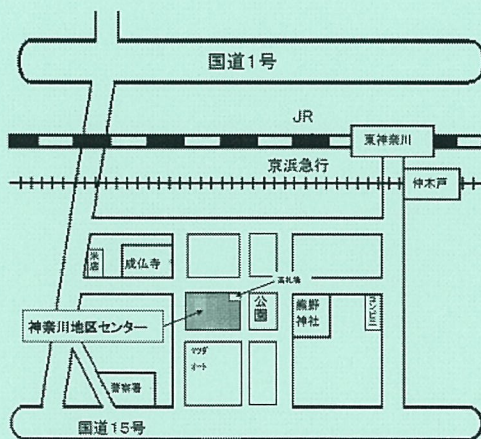 国道1号
JR
東神奈川
京浜急行
仲木戸
米店
成仏寺
高札場
公園
熊野
神社
コンビニ
神奈川地区センター
マツダ
オート
警察署
国道15号